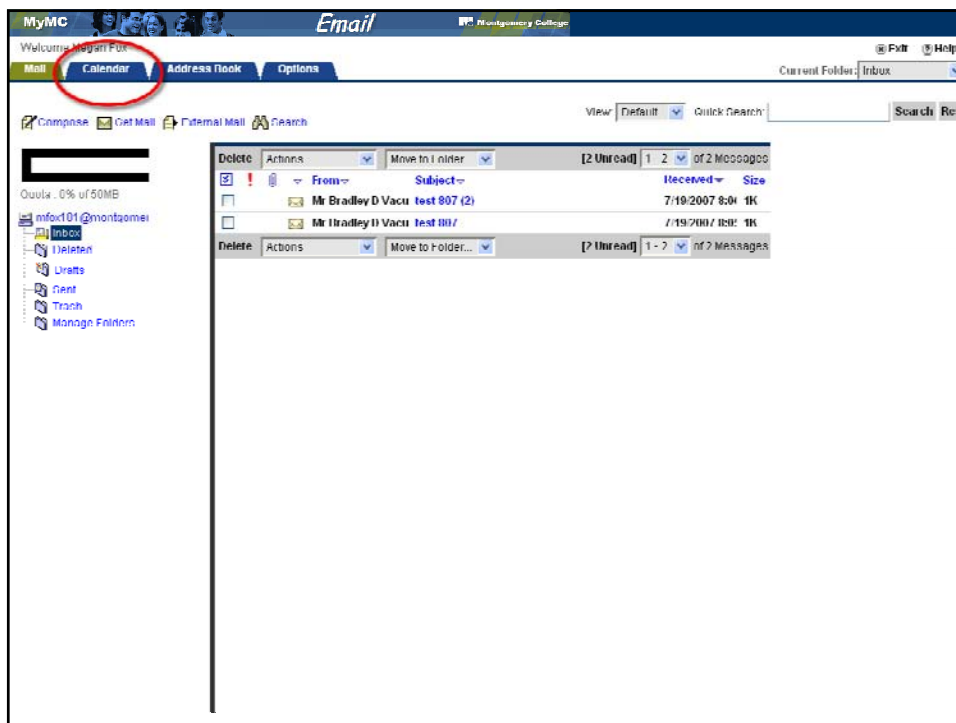 MyMC Email Montgomery College
Welcome Megan Fox
Exit Help
Mail Calendar Address Book Options
Current Folder: Inbox
Compose Get Mail External Mail Search
View: Default Quick Search: Search
Quota: 0% of 50MB
mfox101@montgomer
Inbox
Deleted
Drafts
Sent
Trash
Manage Folders
Delete Actions Move to Folder [2 Unread] 1 2 of 2 Messages
! From Subject Received Size
Mr Bradley D Vacu test 807 (2) 7/19/2007 1K
Mr Bradley D Vacu test 807 7/19/2007 1K
Delete Actions Move to Folder... [2 Unread] 1 - 2 of 2 Messages